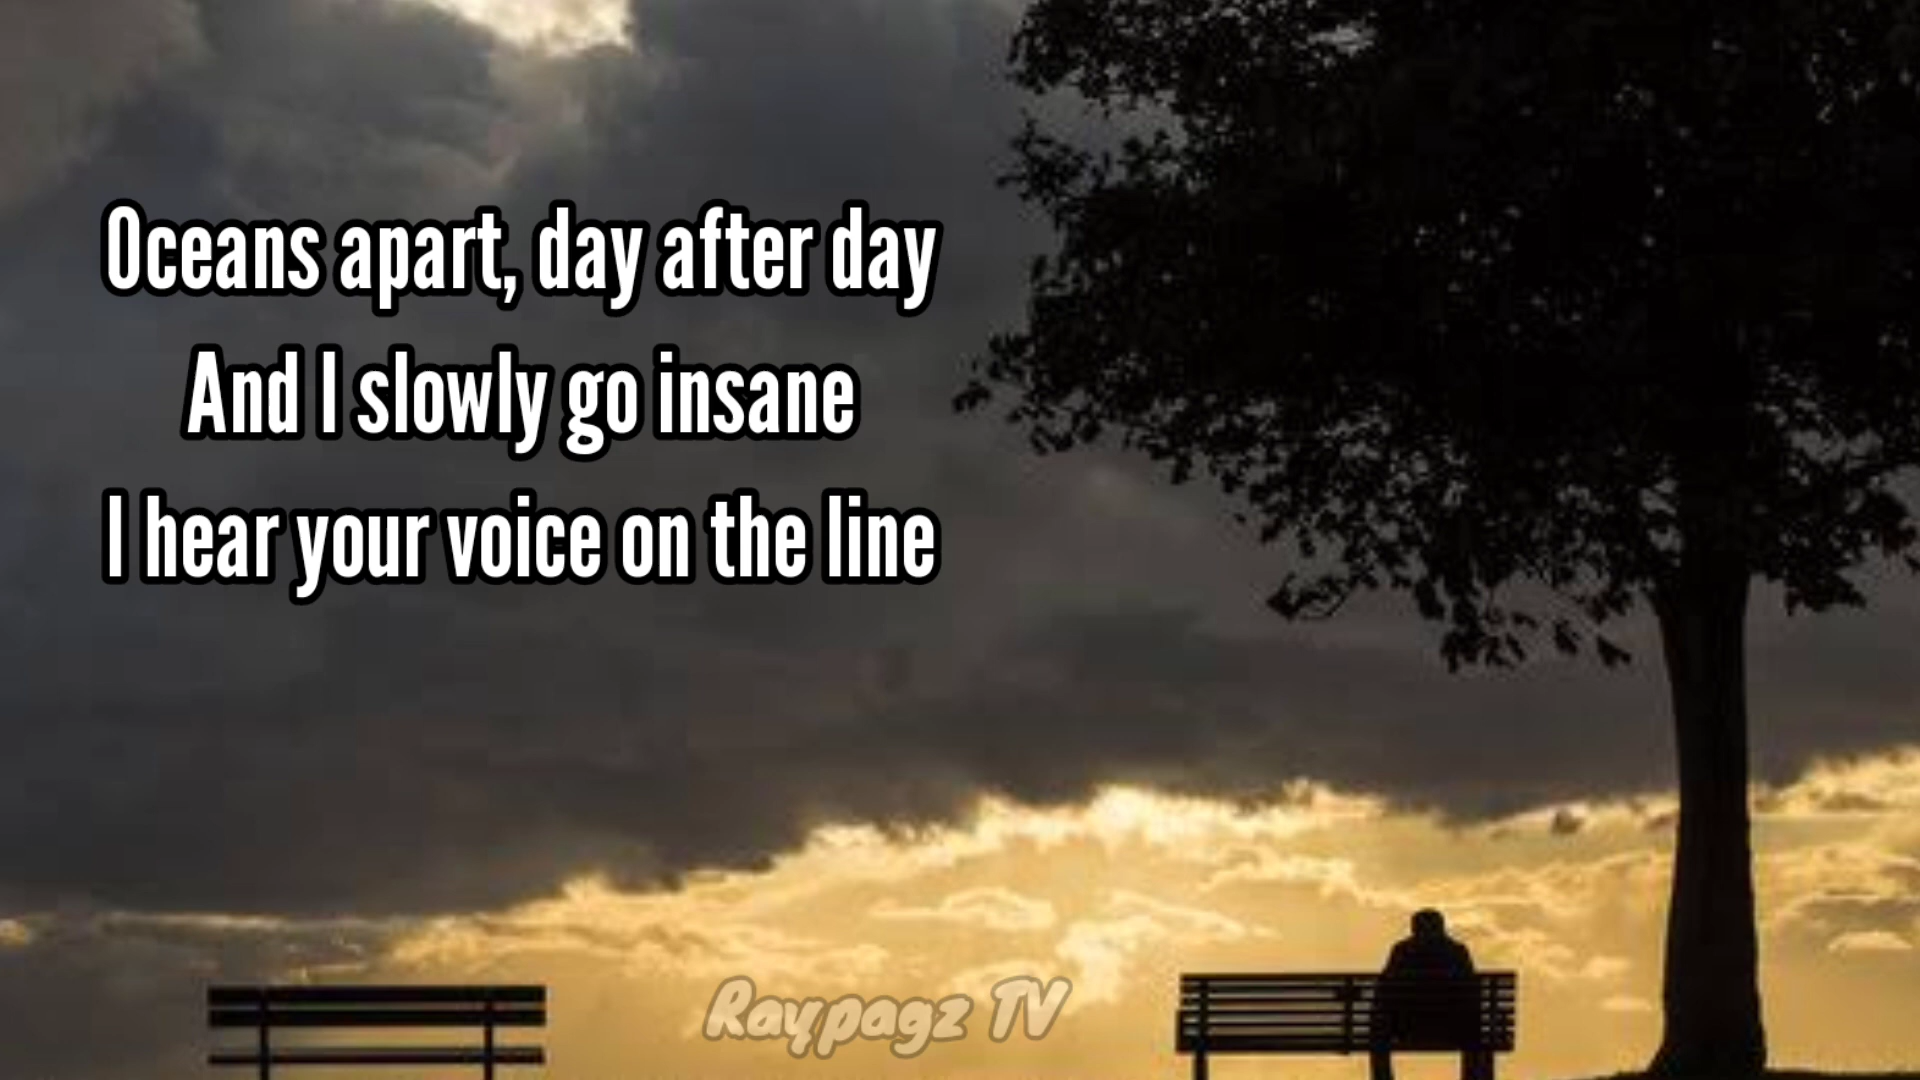 Oceans apart, day after day
And I slowly go insane
I hear your voice on the line
Raypagz TV